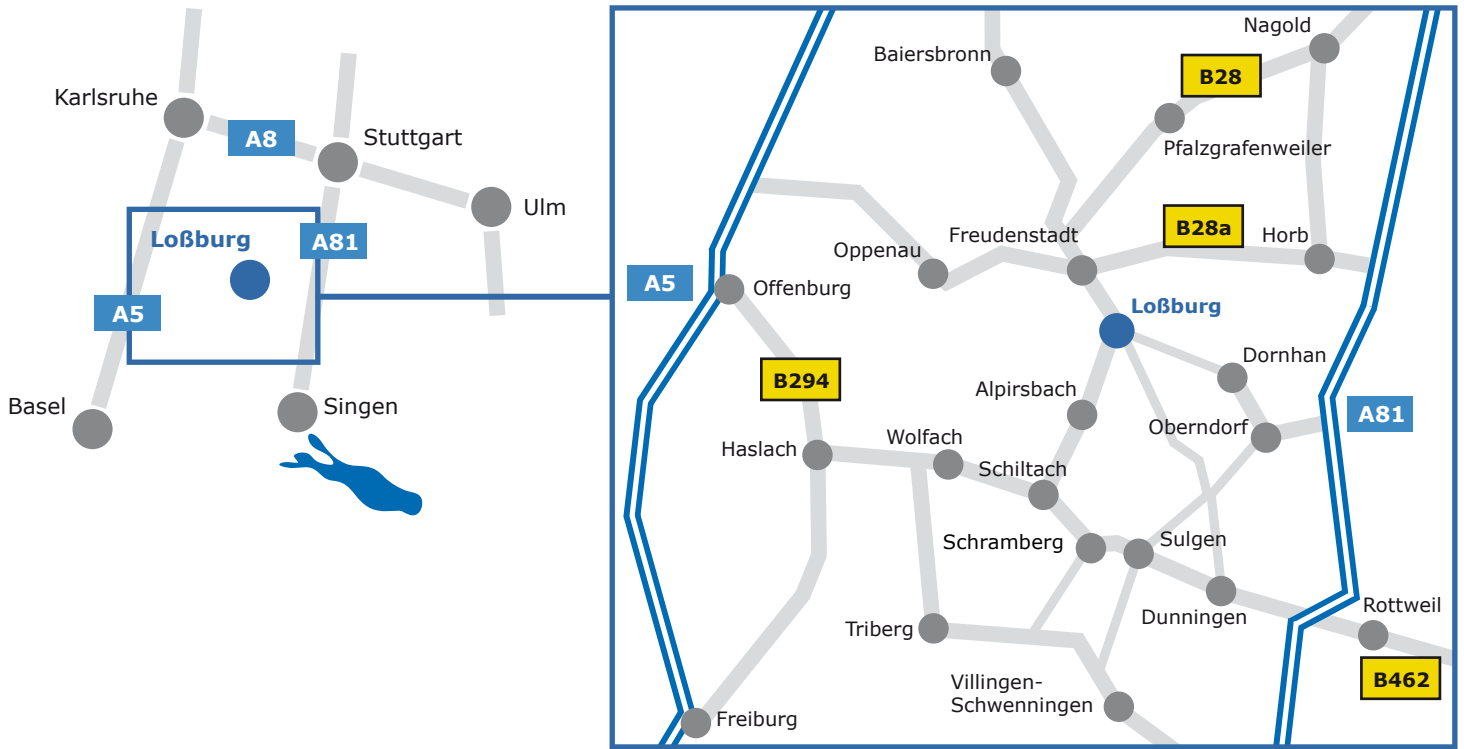 Karlsruhe
A8
Stuttgart
Ulm
Loßburg
A81
A5
Basel
Singen
Nagold
Baiersbronn
B28
Pfalzgrafenweiler
Freudenstadt
B28a
Horb
Oppenau
A5
Offenburg
Loßburg
Dornhan
B294
Alpirsbach
A81
Oberndorf
Wolfach
Haslach
Schiltach
Schramberg
Sulgen
Rottweil
Dunningen
Triberg
B462
Villingen-
Schwenningen
Freiburg